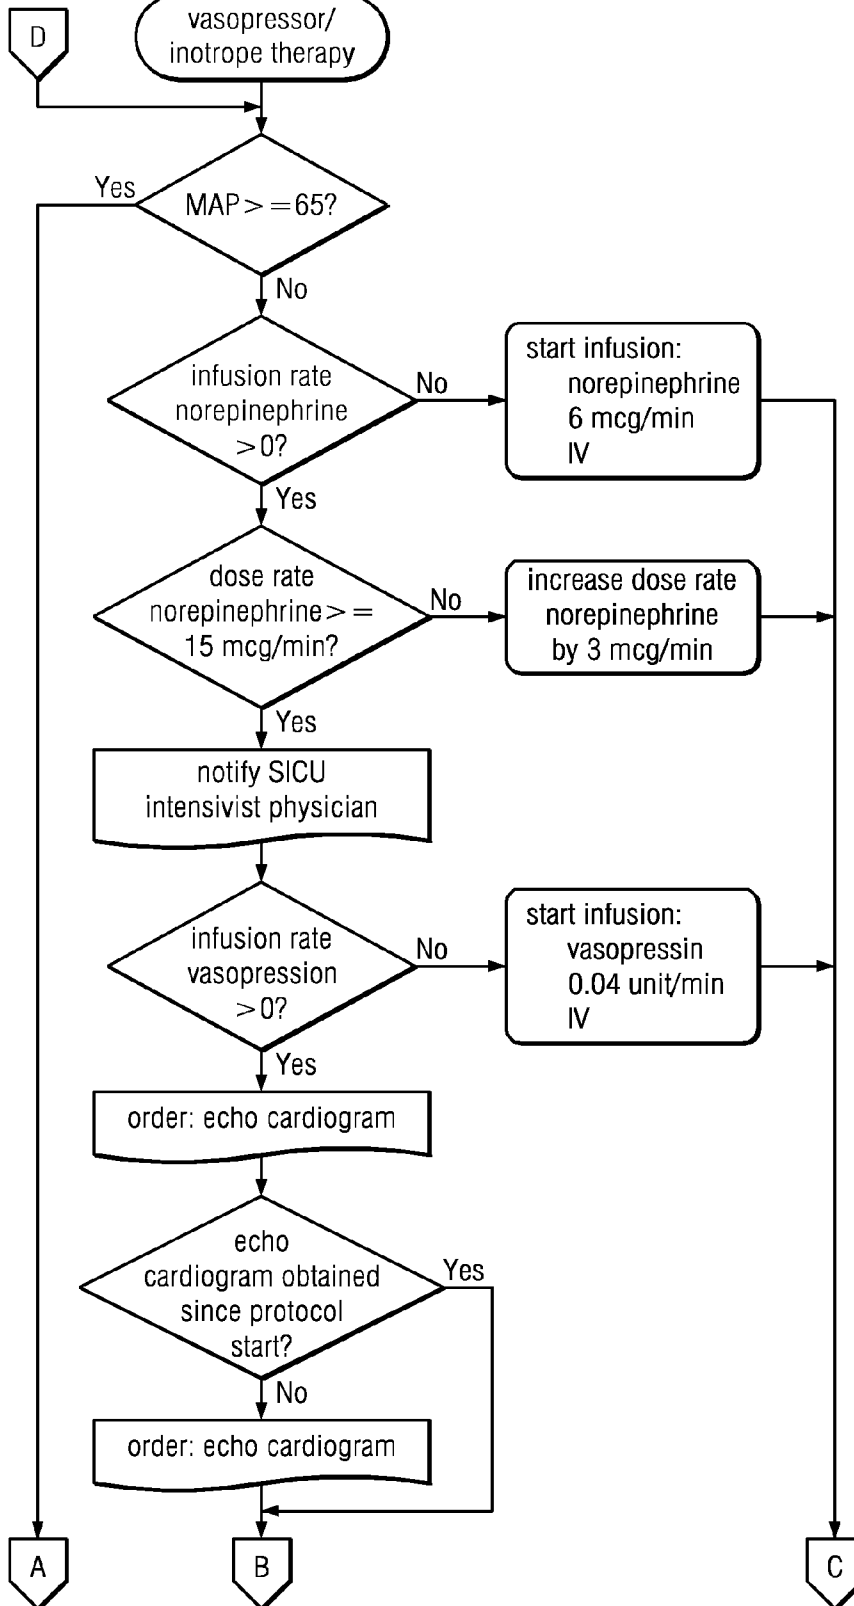 D
vasopressor/
inotrope therapy
Yes
MAP > =65?
No
infusion rate
norepinephrine
>0?
No
start infusion:
norepinephrine
6 mcg/min
IV
Yes
dose rate
norepinephrine > =
15 mcg/min?
No
increase dose rate
norepinephrine
by 3 mcg/min
Yes
notify SICU
intensivist physician
infusion rate
vasopression
>0?
No
start infusion:
vasopressin
0.04 unit/min
IV
Yes
order: echo cardiogram
echo
cardiogram obtained
since protocol
start?
Yes
No
order: echo cardiogram
A
B
C